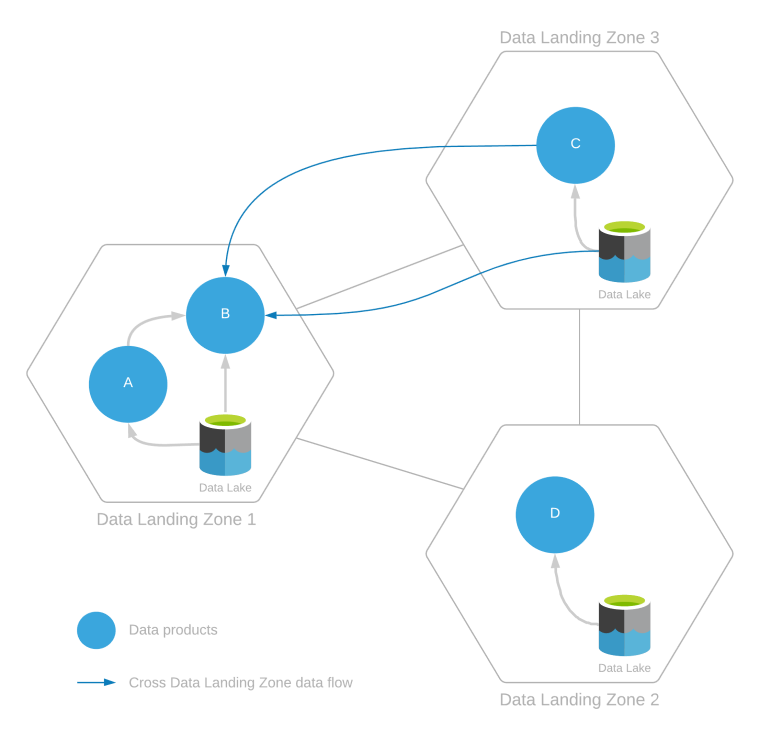 Data Landing Zone 3
C
Data Lake
B
A
Data Lake
Data Landing Zone 1
D
Data Lake
Data Landing Zone 2
Data products
Cross Data Landing Zone data flow